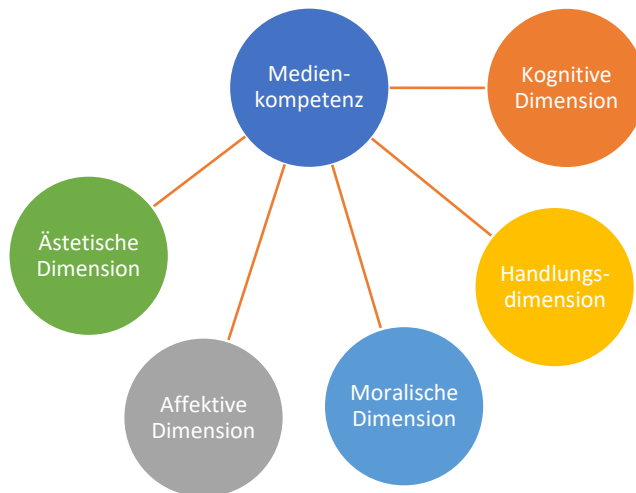 Medien-
kompetenz
Kognitive
Dimension
Ästetische
Dimension
Handlungs-
dimension
Affektive
Dimension
Moralische
Dimension